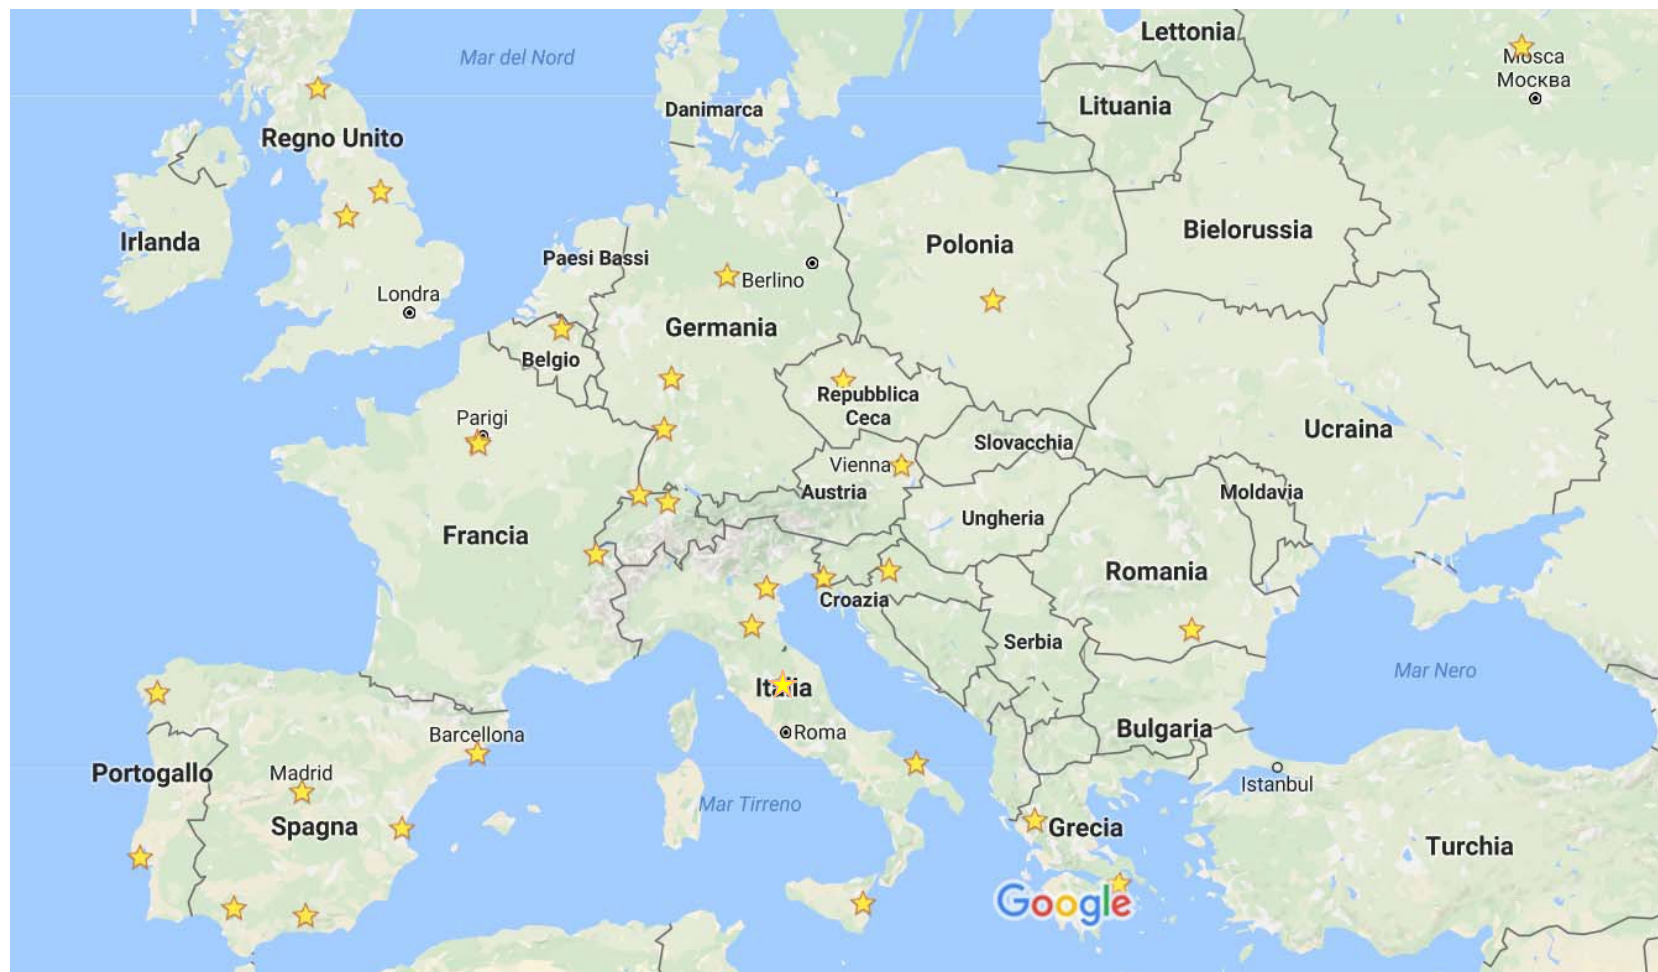 Lettonia
Mar del Nord
Mosca
Москва
Danimarca
Lituania
Regno Unito
Bielorussia
Irlanda
Polonia
Paesi Bassi
Berlino
Londra
Germania
Belgio
Repubblica
Ceca
Parigi
Ucraina
Slovacchia
Vienna
Austria
Moldavia
Ungheria
Francia
Romania
Croazia
Serbia
Mar Nero
Italia
Bulgaria
Roma
Barcellona
Portogallo
Madrid
Istanbul
Mar Tirreno
Spagna
Grecia
Turchia
Google